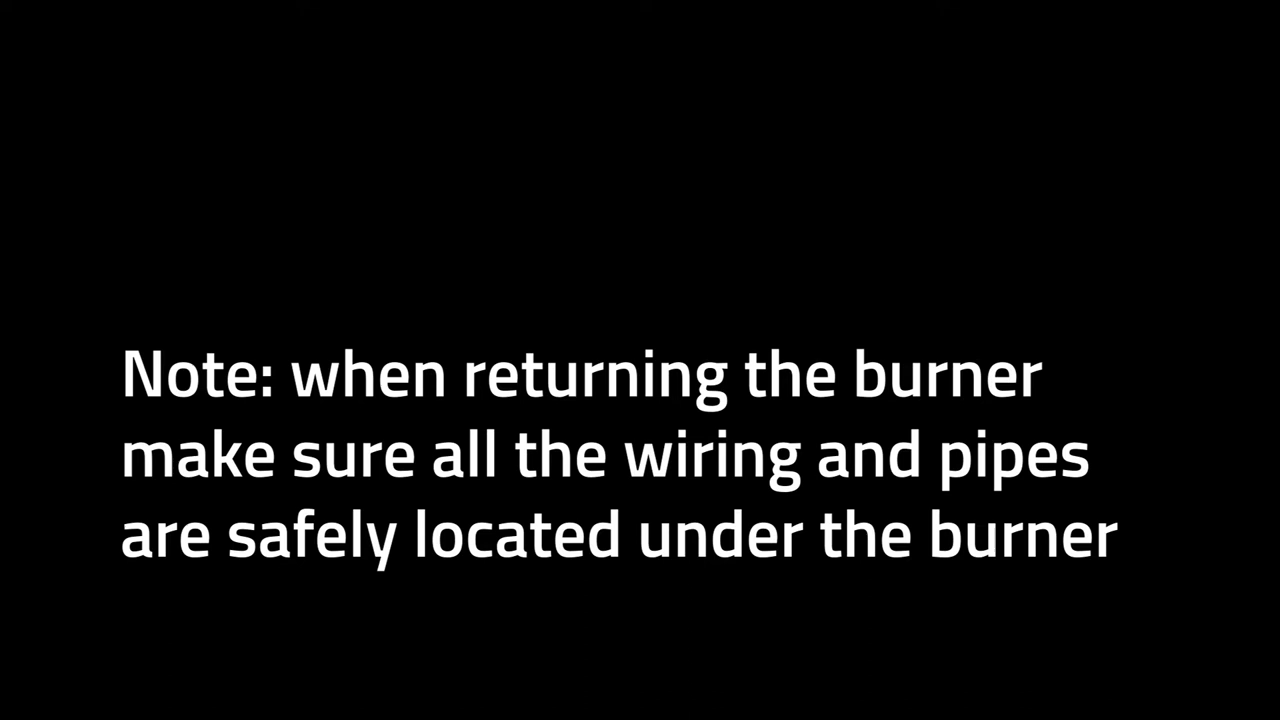 Note: when returning the burner
make sure all the wiring and pipes
are safely located under the burner